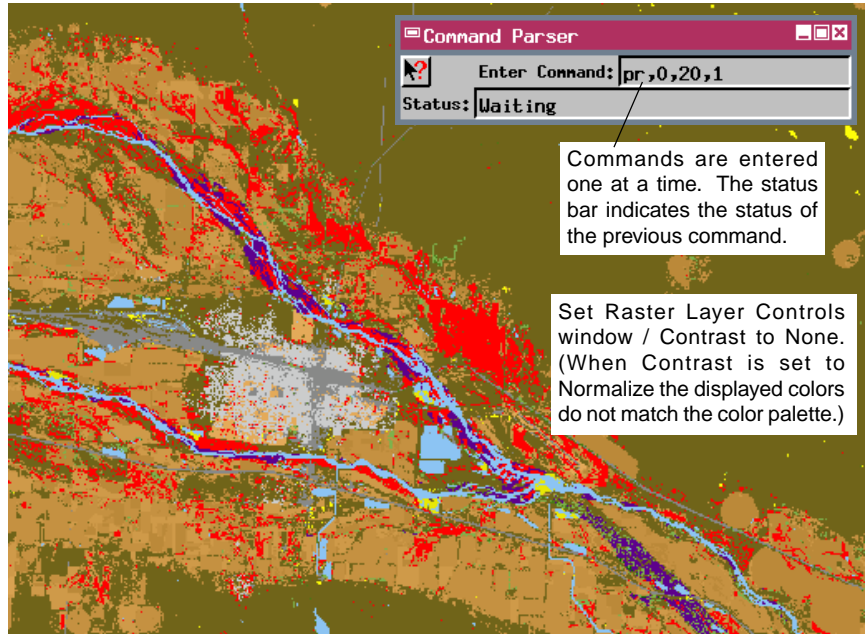 Command Parser
Enter Command: pr,0,20,1
Status: Waiting
Commands are entered
one at a time. The status
bar indicates the status of
the previous command.
Set Raster Layer Controls
window / Contrast to None.
(When Contrast is set to
Normalize the displayed colors
do not match the color palette.)